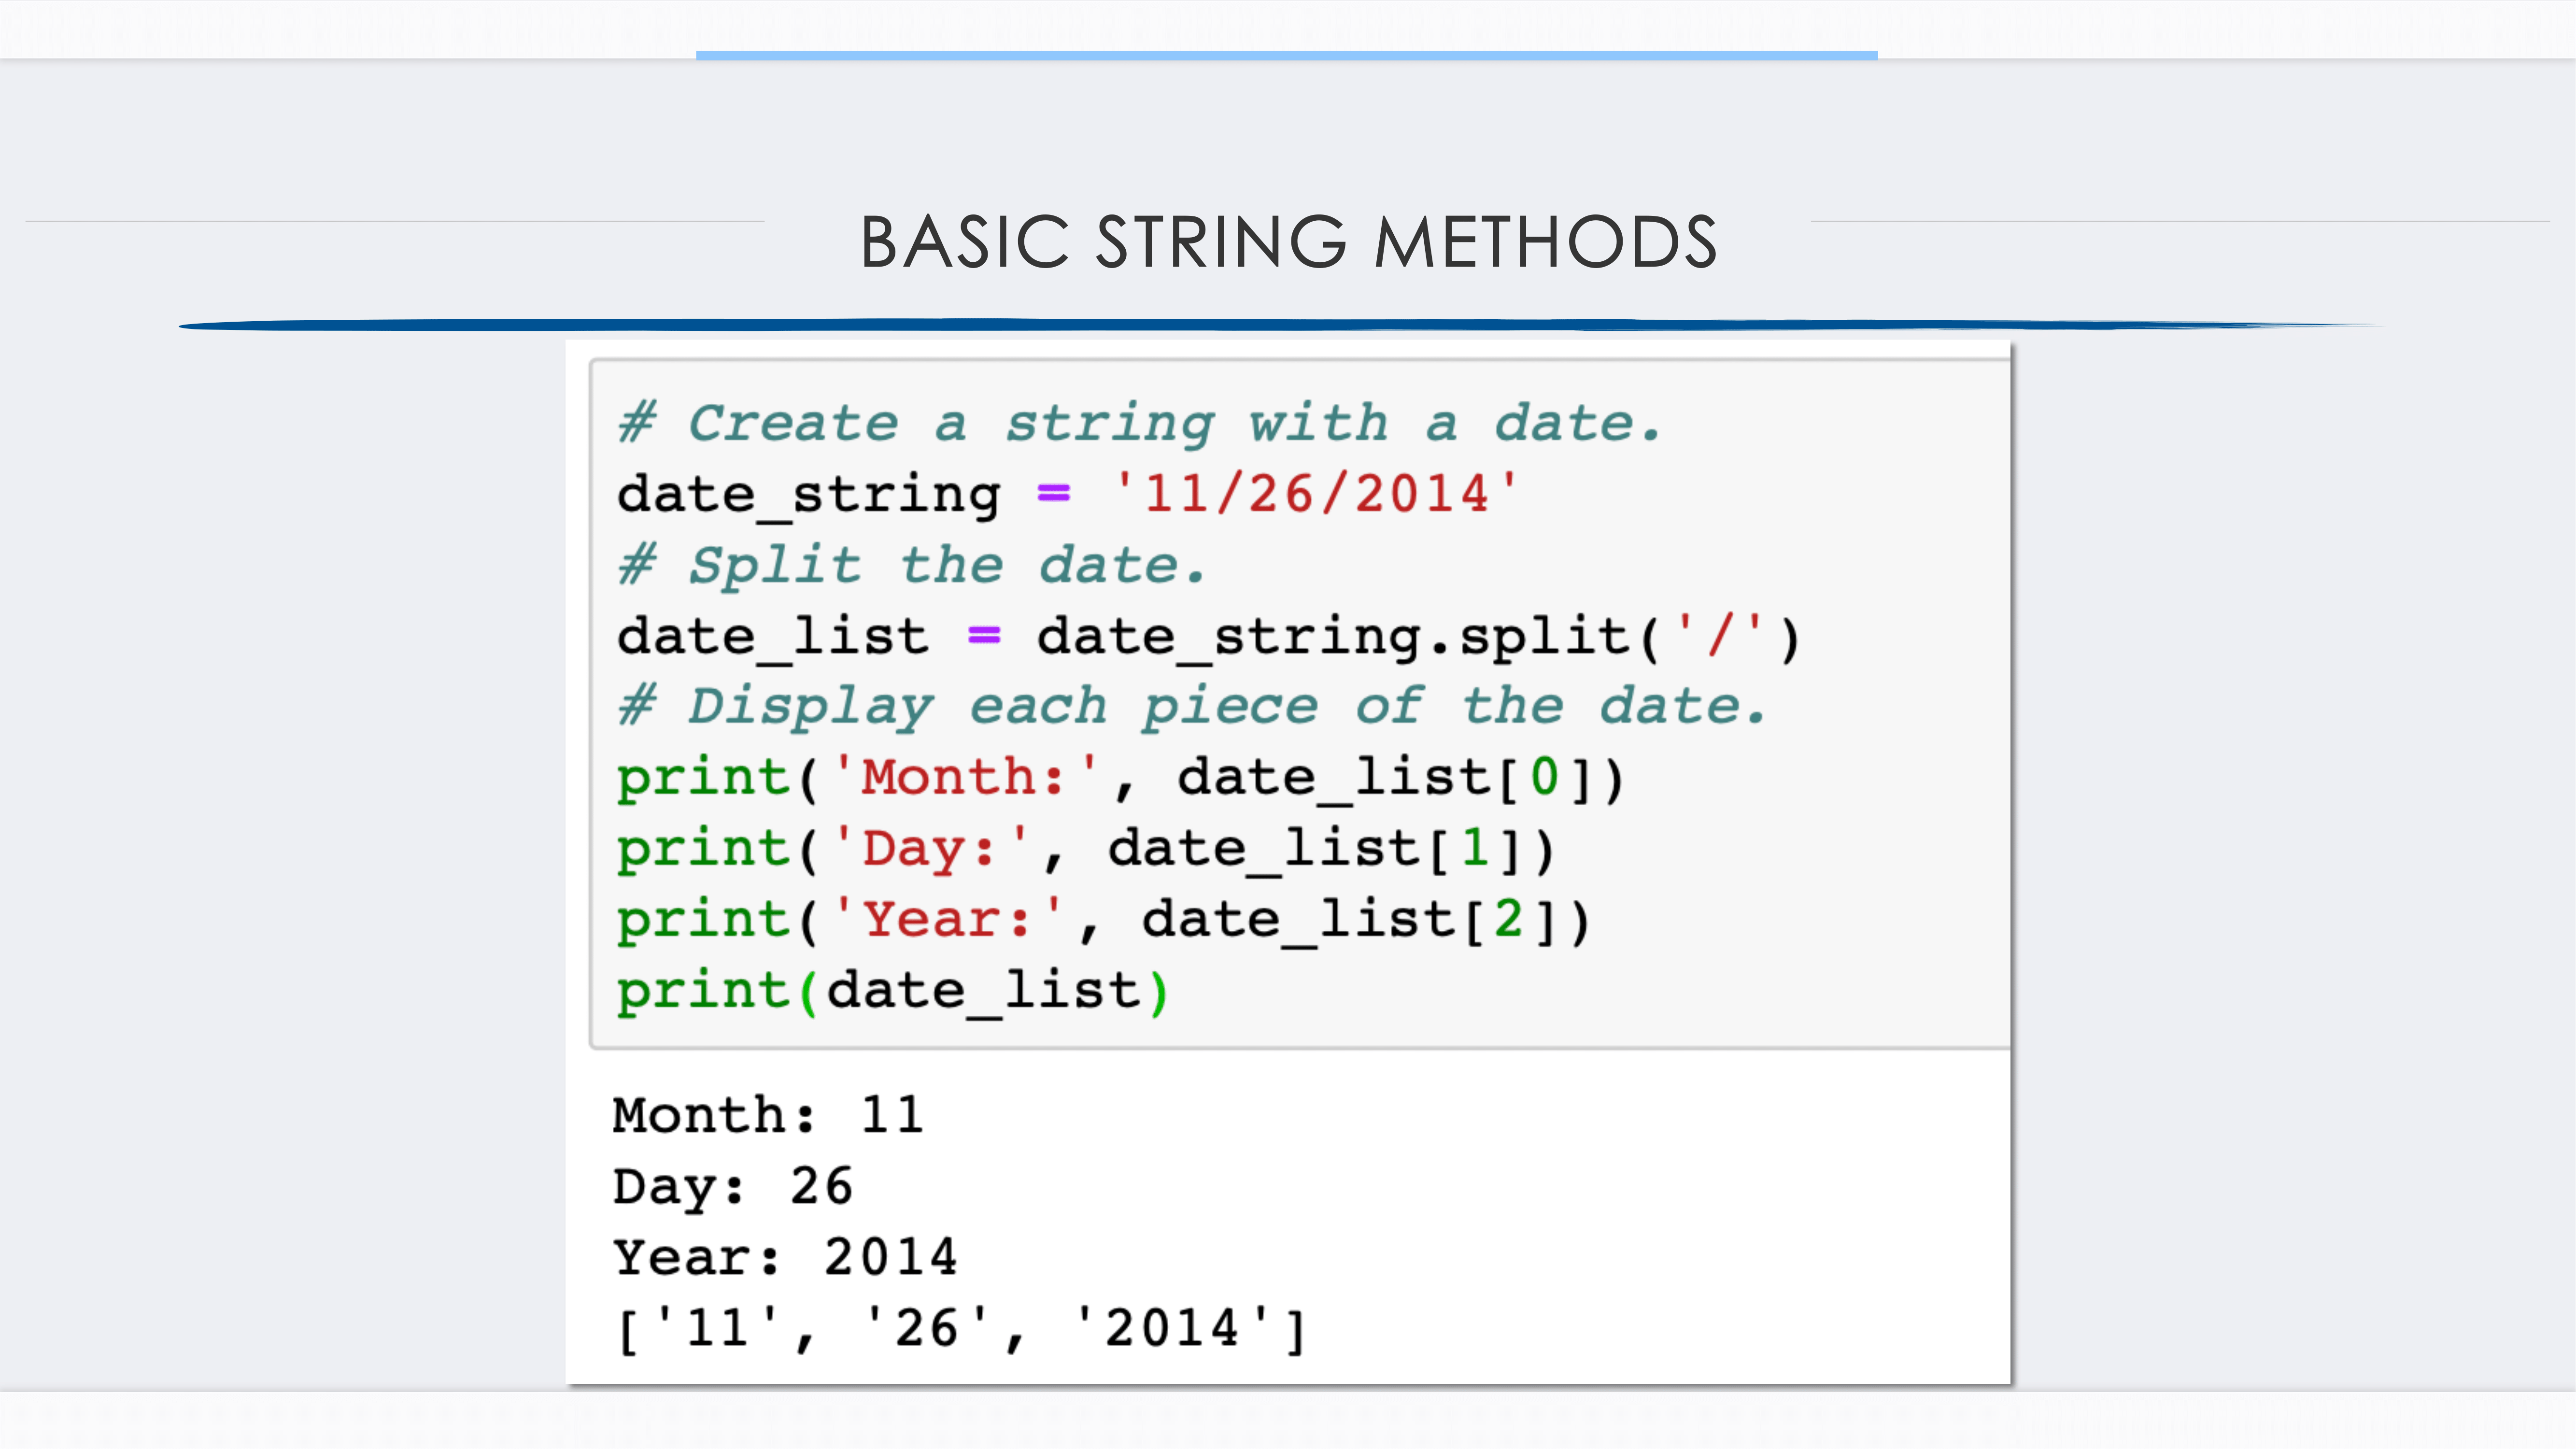 BASIC STRING METHODS
# Create a string with a date.
date_string = '11/26/2014'
# Split the date.
date_list = date_string.split('/')
# Display each piece of the date.
print('Month:', date_list[0])
print('Day:', date_list[1])
print('Year:', date_list[2])
print(date_list)
Month: 11
Day: 26
Year: 2014
['11', '26', '2014']